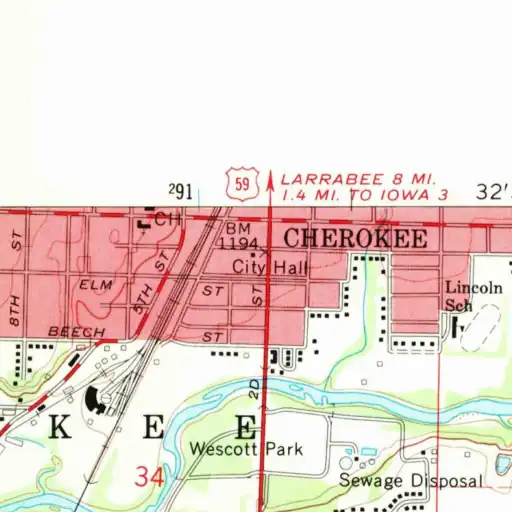 59
LARRABEE 8 MI.
1.4 MI. TO IOWA 3
291
32'
CH
BM
1194
CHEROKEE
City Hall
8TH ST
ELM ST
5TH ST
Lincoln
Sch
BEECH ST
2D ST
K E E
Wescott Park
34
Sewage Disposal